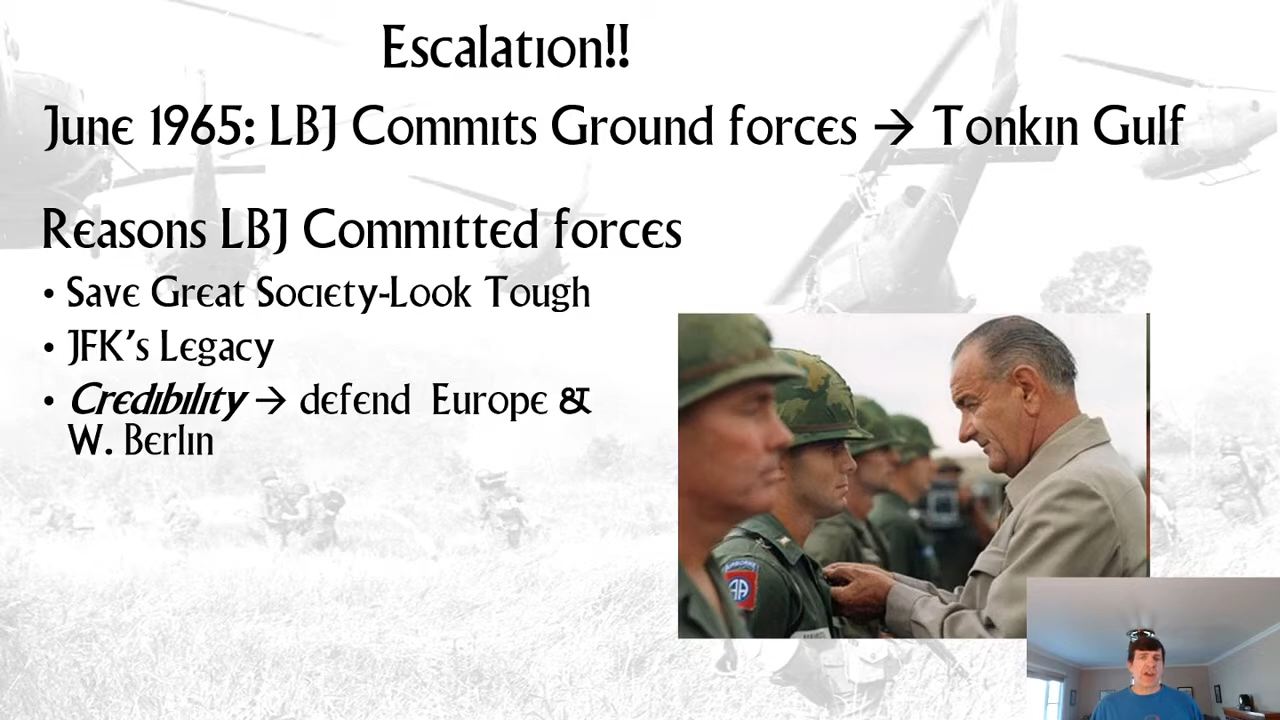 Escalation!!
June 1965: LBJ Commits Ground forces → Tonkin Gulf
Reasons LBJ Committed forces
• Save Great Society-Look Tough
• JFK's Legacy
• Credibility → defend Europe &
W. Berlin
AIRBORNE
AA